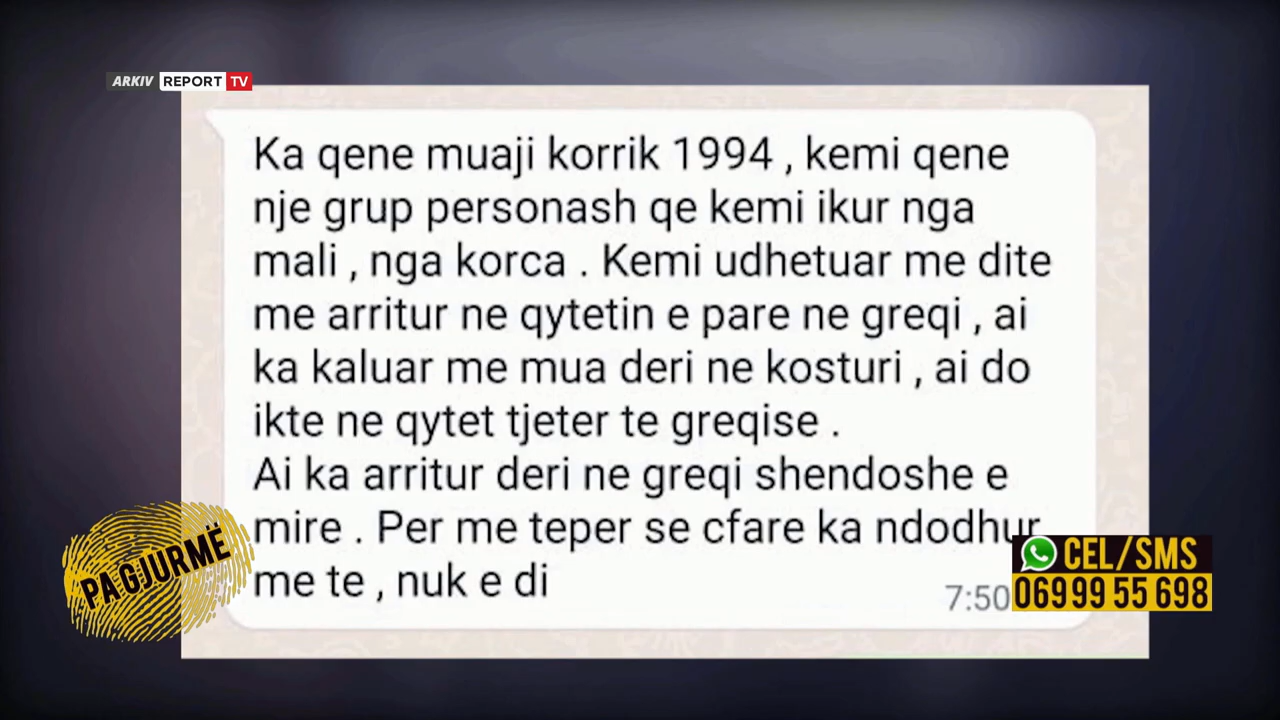 ARKIV REPORT TV
Ka qene muaji korrik 1994 , kemi qene
nje grup personash qe kemi ikur nga
mali , nga korca . Kemi udhetuar me dite
me arritur ne qytetin e pare ne greqi , ai
ka kaluar me mua deri ne kosturi , ai do
ikte ne qytet tjeter te greqise .
Ai ka arritur deri ne greqi shendoshe e
mire . Per me teper se cfare ka ndodhur
me te , nuk e di
7:50
PA GJURMË
CEL/SMS
069 99 55 698